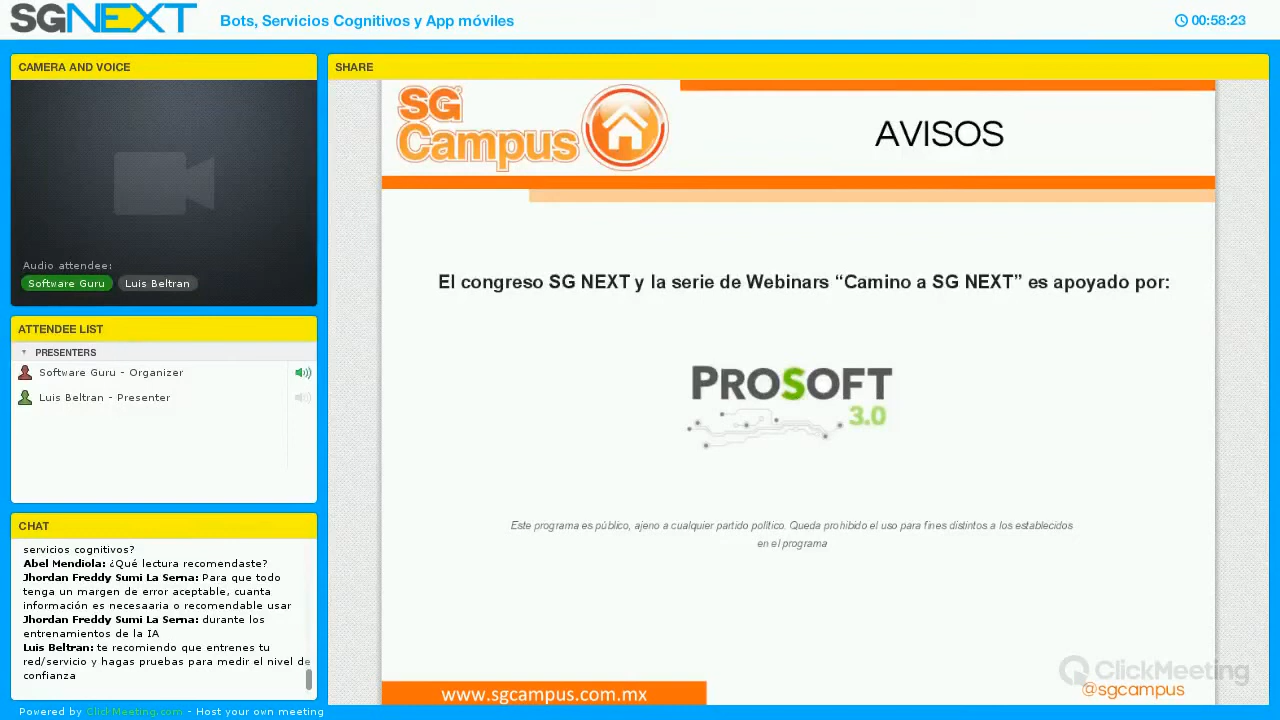 SGNEXT
Bots, Servicios Cognitivos y App móviles
00:58:23
CAMERA AND VOICE
Audio attendee:
Software Guru
Luis Beltran
ATTENDEE LIST
PRESENTERS
Software Guru - Organizer
Luis Beltran - Presenter
CHAT
servicios cognitivos?
Abel Mendiola: ¿Qué lectura recomendaste?
Jhordan Freddy Sumi La Serna: Para que todo
tenga un margen de error aceptable, cuanta
información es necesaaria o recomendable usar
Jhordan Freddy Sumi La Serna: durante los
entrenamientos de la IA
Luis Beltran: te recomiendo que entrenes tu
red/servicio y hagas pruebas para medir el nivel de
confianza
Powered by ClickMeeting.com - Host your own meeting
SHARE
SG
Campus
AVISOS
El congreso SG NEXT y la serie de Webinars “Camino a SG NEXT” es apoyado por:
PROSOFT
3.0
Este programa es público, ajeno a cualquier partido político. Queda prohibido el uso para fines distintos a los establecidos
en el programa
www.sgcampus.com.mx
ClickMeeting
@sgcampus